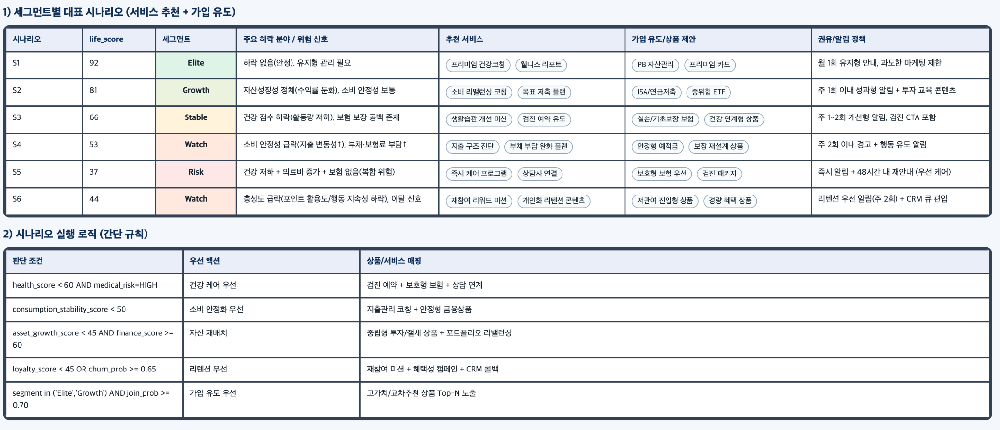 1) 세그먼트별 대표 시나리오 (서비스 추천 + 가입 유도)
시나리오 life_score 세그먼트 주요 하락 분야 / 위험 신호 추천 서비스 가입 유도/상품 제안 권유/알림 정책
S1 92 Elite 하락 없음(안정). 유지형 관리 필요 프리미엄 건강코칭 웰니스 리포트 PB 자산관리 프리미엄 카드 월 1회 유지형 안내, 과도한 마케팅 제한
S2 81 Growth 자산성장성 정체(수익률 둔화), 소비 안정성 보통 소비 리밸런싱 코칭 목표 저축 플랜 ISA/연금저축 중위험 ETF 주 1회 이내 성과형 알림 + 투자 교육 콘텐츠
S3 66 Stable 건강 점수 하락(활동량 저하), 보험 보장 공백 존재 생활습관 개선 미션 검진 예약 유도 실손/기초보장 보험 건강 연계형 상품 주 1~2회 개선형 알림, 검진 CTA 포함
S4 53 Watch 소비 안정성 급락(지출 변동성↑), 부채·보험료 부담↑ 지출 구조 진단 부채 부담 완화 플랜 안정형 예적금 보장 재설계 상품 주 2회 이내 경고 + 행동 유도 알림
S5 37 Risk 건강 저하 + 의료비 증가 + 보험 없음(복합 위험) 즉시 케어 프로그램 상담사 연결 보호형 보험 우선 검진 패키지 즉시 알림 + 48시간 내 재안내 (우선 케어)
S6 44 Watch 충성도 급락(포인트 활용도/행동 지속성 하락), 이탈 신호 재참여 리워드 미션 개인화 리텐션 콘텐츠 저관여 진입형 상품 경량 혜택 상품 리텐션 우선 알림(주 2회) + CRM 큐 편입
2) 시나리오 실행 로직 (간단 규칙)
판단 조건 우선 액션 상품/서비스 매핑
health_score < 60 AND medical_risk=HIGH 건강 케어 우선 검진 예약 + 보호형 보험 + 상담 연계
consumption_stability_score < 50 소비 안정화 우선 지출관리 코칭 + 안정형 금융상품
asset_growth_score < 45 AND finance_score >= 자산 재배치 중립형 투자/절세 상품 + 포트폴리오 리밸런싱
60
loyalty_score < 45 OR churn_prob >= 0.65 리텐션 우선 재참여 미션 + 혜택성 캠페인 + CRM 콜백
segment in ('Elite','Growth') AND join_prob >= 가입 유도 우선 고가치/교차추천 상품 Top-N 노출
0.70